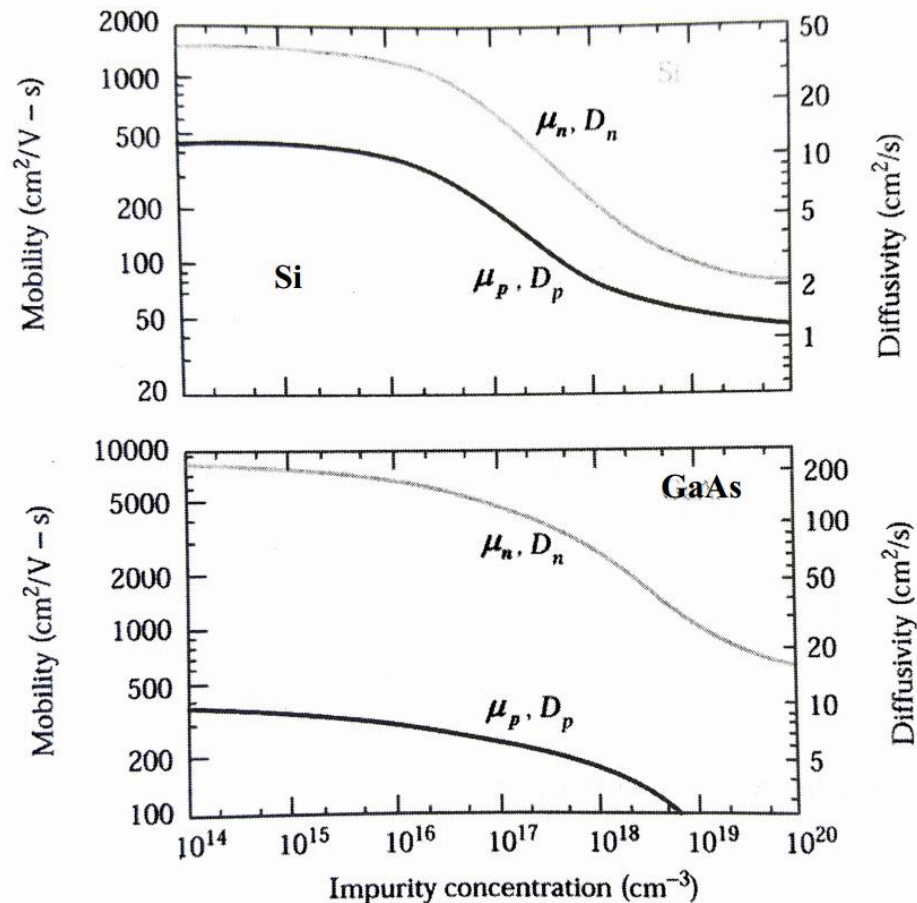 2000
1000
500
200
100
50
20
Mobility (cm²/V – s)
50
20
10
5
2
1
Diffusivity (cm²/s)
Si
μₙ, Dₙ
μₚ, Dₚ
Si
10000
5000
2000
1000
500
200
100
Mobility (cm²/V – s)
200
100
50
20
10
5
Diffusivity (cm²/s)
GaAs
μₙ, Dₙ
μₚ, Dₚ
10¹⁴ 10¹⁵ 10¹⁶ 10¹⁷ 10¹⁸ 10¹⁹ 10²⁰
Impurity concentration (cm⁻³)